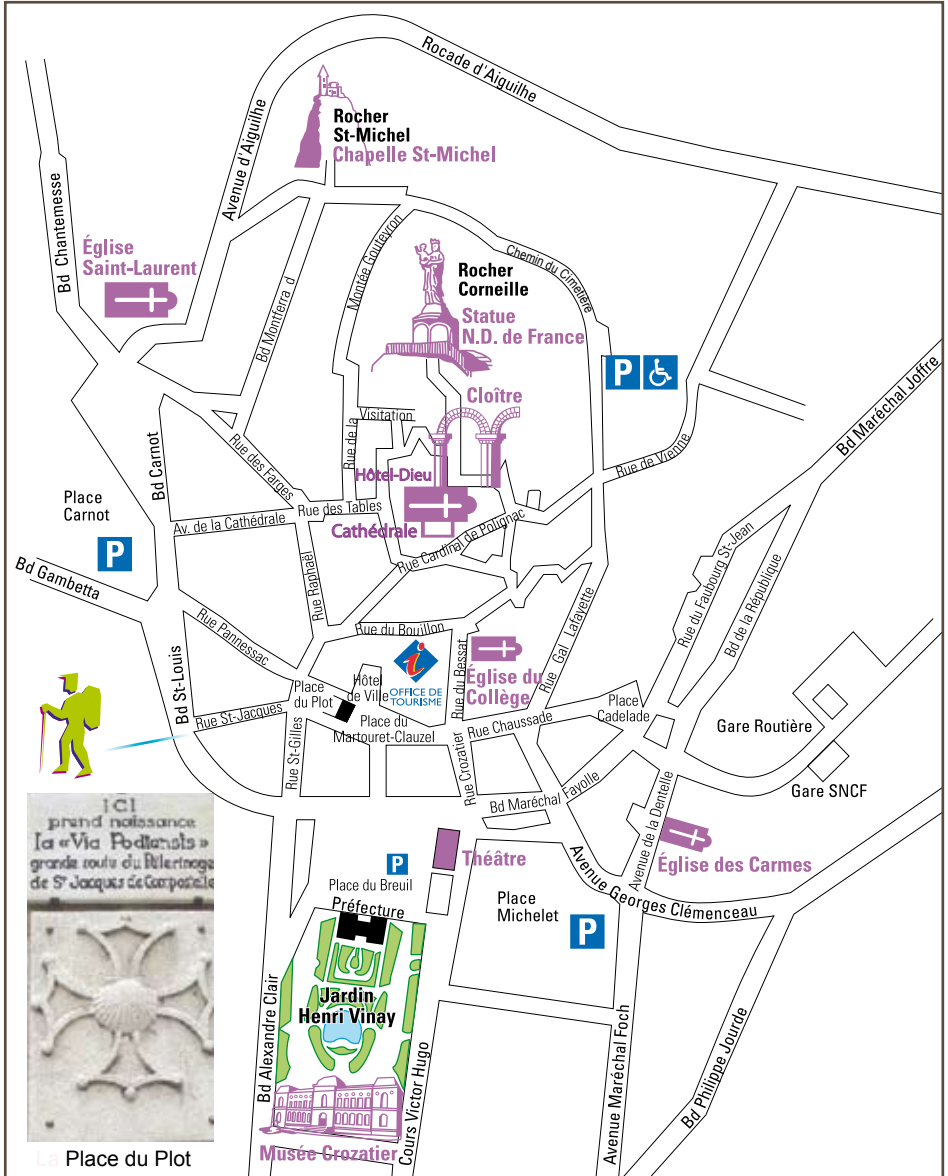 Rocade d'Aiguilhe
Avenue d'Aiguilhe
Rocher
St-Michel
Chapelle St-Michel
Bd Chantemesse
Église
Saint-Laurent
Bd Montferra d
Montée Gouteyron
Chemin du Cimetière
Rocher
Corneille
Statue
N.D. de France
P
Cloître
Bd Maréchal Joffre
Visitation
Rue de la
Rue de Vienne
Hôtel-Dieu
Cathédrale
Rue des Farges
Rue des Tables
Av. de la Cathédrale
Bd Carnot
Place
Carnot
P
Bd Gambetta
Rue Cardinal de Polignac
Rue Raphaël
Rue du Faubourg St-Jean
Bd de la République
Rue Pannessac
Rue du Bouillon
Rue Gal Lafayette
i
OFFICE DE
TOURISME
Hôtel
de Ville
Rue du Bessat
Église du
Collège
Bd St-Louis
Rue St-Jacques
Place
du Plot
Place du
Martouret-Clauzel
Rue St-Gilles
Rue Chaussade
Rue Crozatier
Place
Cadelade
Gare Routière
Gare SNCF
Bd Maréchal Fayolle
Avenue de la Dentelle
Église des Carmes
Avenue Georges Clémenceau
Théâtre
P
Place du Breuil
Préfecture
Place
Michelet
P
Jardin
Henri Vinay
Bd Alexandre Clair
Cours Victor Hugo
Avenue Maréchal Foch
Bd Philippe Jourde
Musée Crozatier
ICI
prend naissance
la «Via Podiensis»
grande route du Pèlerinage
de St Jacques de Compostelle
La Place du Plot